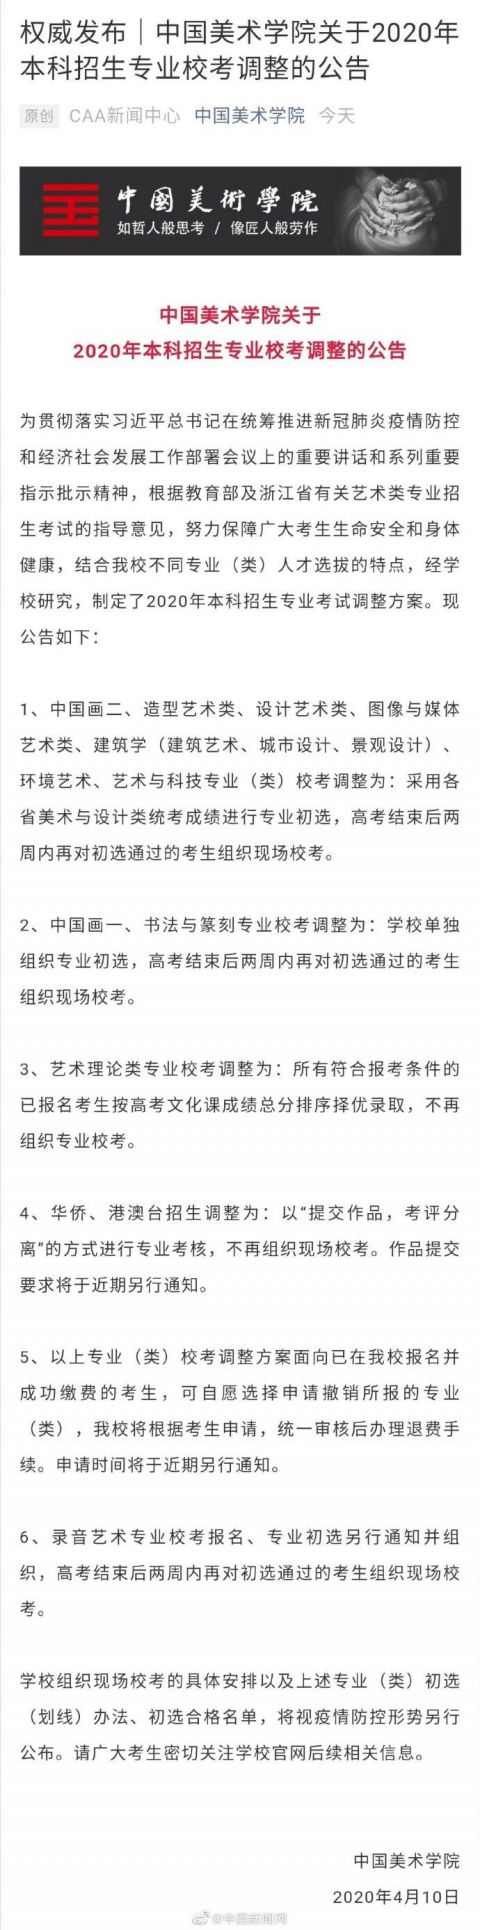 权威发布｜中国美术学院关于2020年
本科招生专业校考调整的公告
原创 CAA新闻中心 中国美术学院 今天
中国美術學院
如哲人般思考 / 像匠人般劳作
中国美术学院关于
2020年本科招生专业校考调整的公告
为贯彻落实习近平总书记在统筹推进新冠肺炎疫情防控
和经济社会发展工作部署会议上的重要讲话和系列重要
指示批示精神，根据教育部及浙江省有关艺术类专业招
生考试的指导意见，努力保障广大考生生命安全和身体
健康，结合我校不同专业（类）人才选拔的特点，经学
校研究，制定了2020年本科招生专业考试调整方案。现
公告如下：
1、中国画二、造型艺术类、设计艺术类、图像与媒体
艺术类、建筑学（建筑艺术、城市设计、景观设计）、
环境艺术、艺术与科技专业（类）校考调整为：采用各
省美术与设计类统考成绩进行专业初选，高考结束后两
周内再对初选通过的考生组织现场校考。
2、中国画一、书法与篆刻专业校考调整为：学校单独
组织专业初选，高考结束后两周内再对初选通过的考生
组织现场校考。
3、艺术理论类专业校考调整为：所有符合报考条件的
已报名考生按高考文化课成绩总分排序择优录取，不再
组织专业校考。
4、华侨、港澳台招生调整为：以“提交作品，考评分
离”的方式进行专业考核，不再组织现场校考。作品提交
要求将于近期另行通知。
5、以上专业（类）校考调整方案面向已在我校报名并
成功缴费的考生，可自愿选择申请撤销所报的专业
（类），我校将根据考生申请，统一审核后办理退费手
续。申请时间将于近期另行通知。
6、录音艺术专业校考报名、专业初选另行通知并组
织，高考结束后两周内再对初选通过的考生组织现场校
考。
学校组织现场校考的具体安排以及上述专业（类）初选
（划线）办法、初选合格名单，将视疫情防控形势另行
公布。请广大考生密切关注学校官网后续相关信息。
中国美术学院
2020年4月10日
@中国新闻网